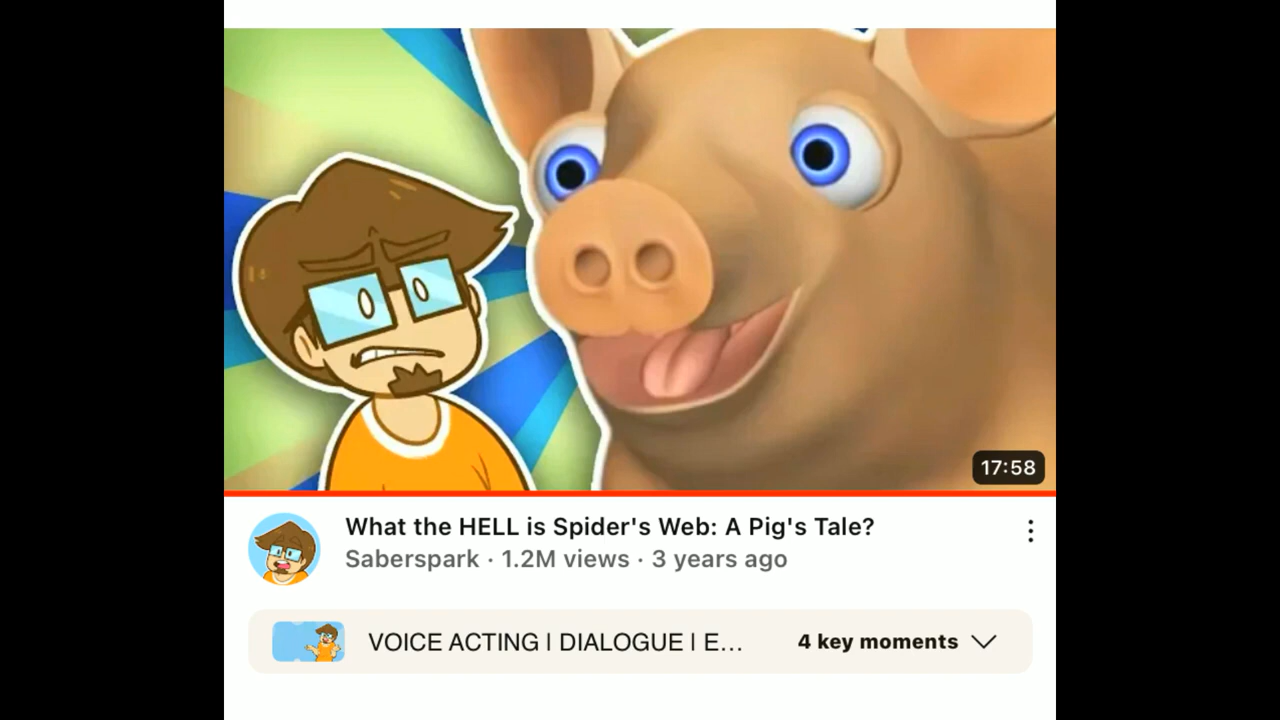 17:58
What the HELL is Spider's Web: A Pig's Tale?
Saberspark · 1.2M views · 3 years ago
VOICE ACTING | DIALOGUE | E... 4 key moments